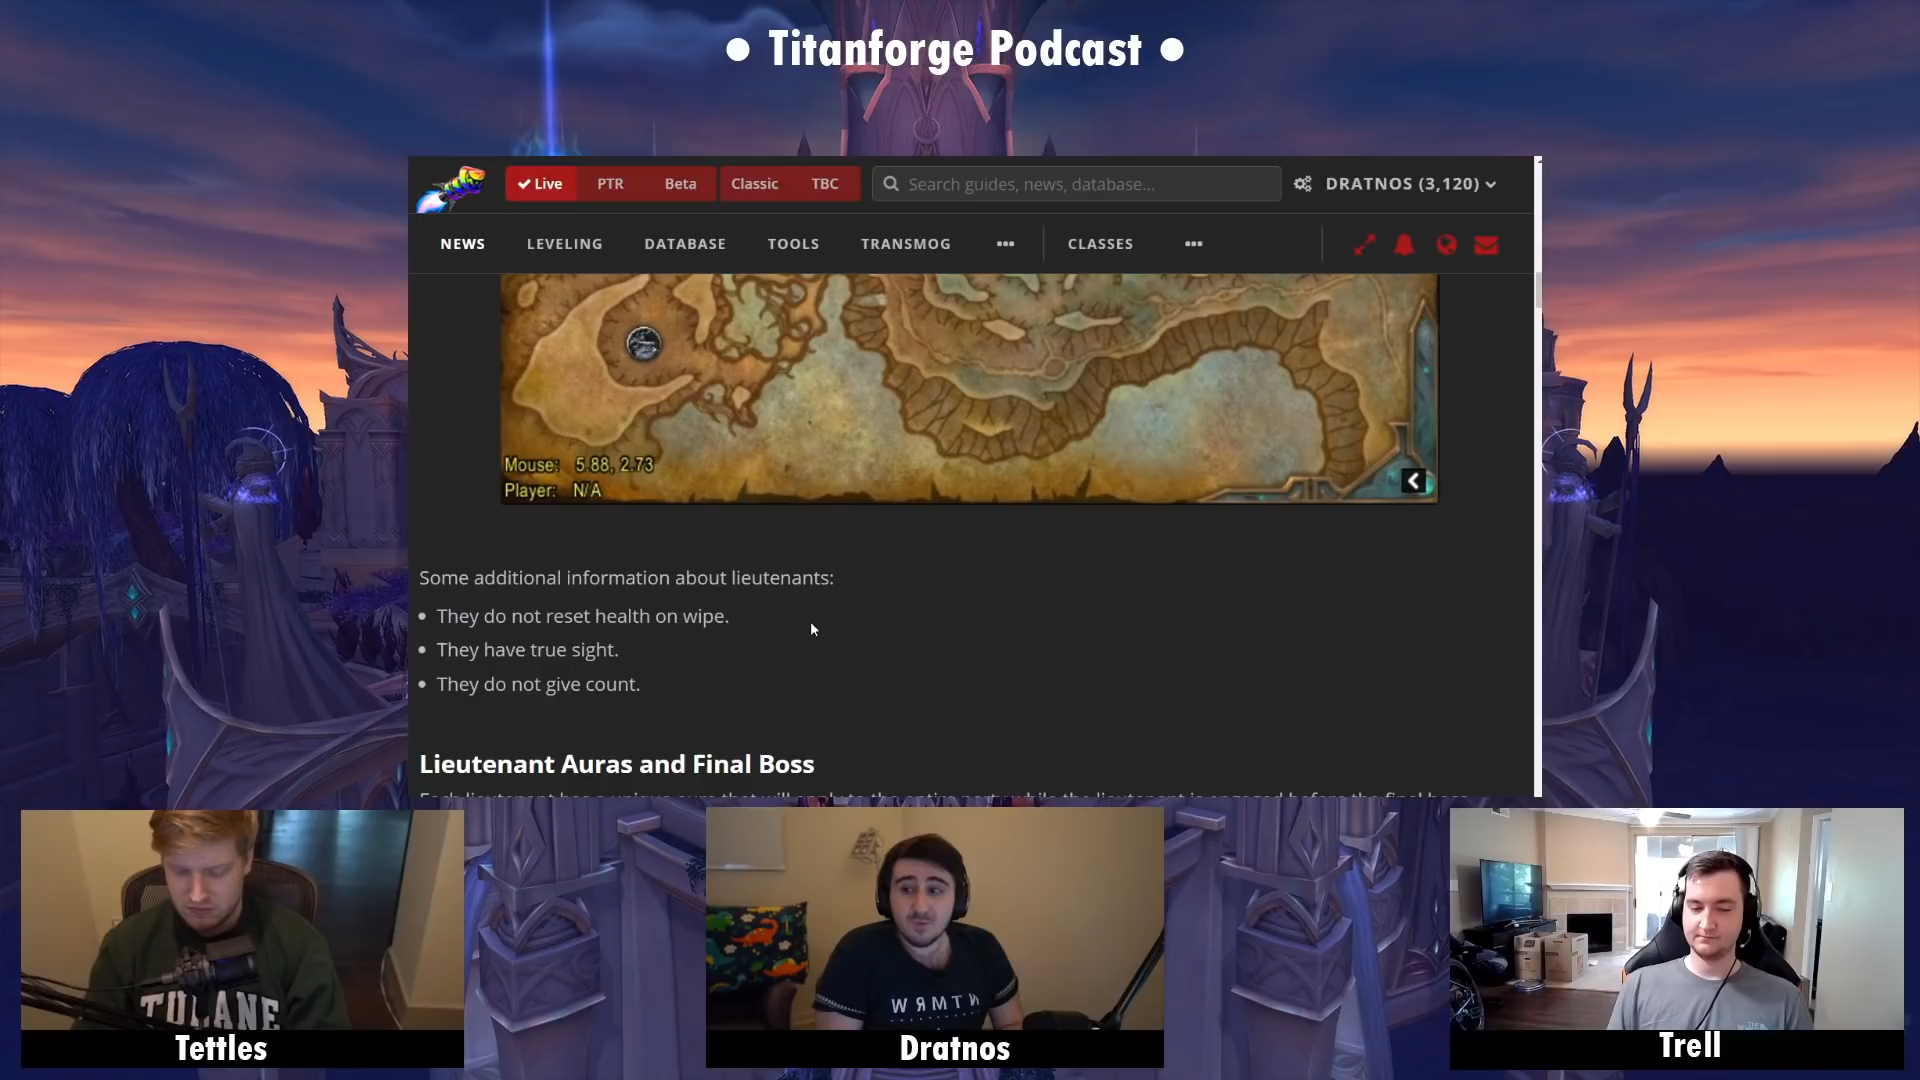 • Titanforge Podcast •
Live PTR Beta Classic TBC Search guides, news, database... DRATNOS (3,120)
NEWS LEVELING DATABASE TOOLS TRANSMOG ••• CLASSES •••
Mouse: 5.88, 2.73
Player: N/A
Some additional information about lieutenants:
• They do not reset health on wipe.
• They have true sight.
• They do not give count.
Lieutenant Auras and Final Boss
TULANE
Tettles
Dratnos
Trell